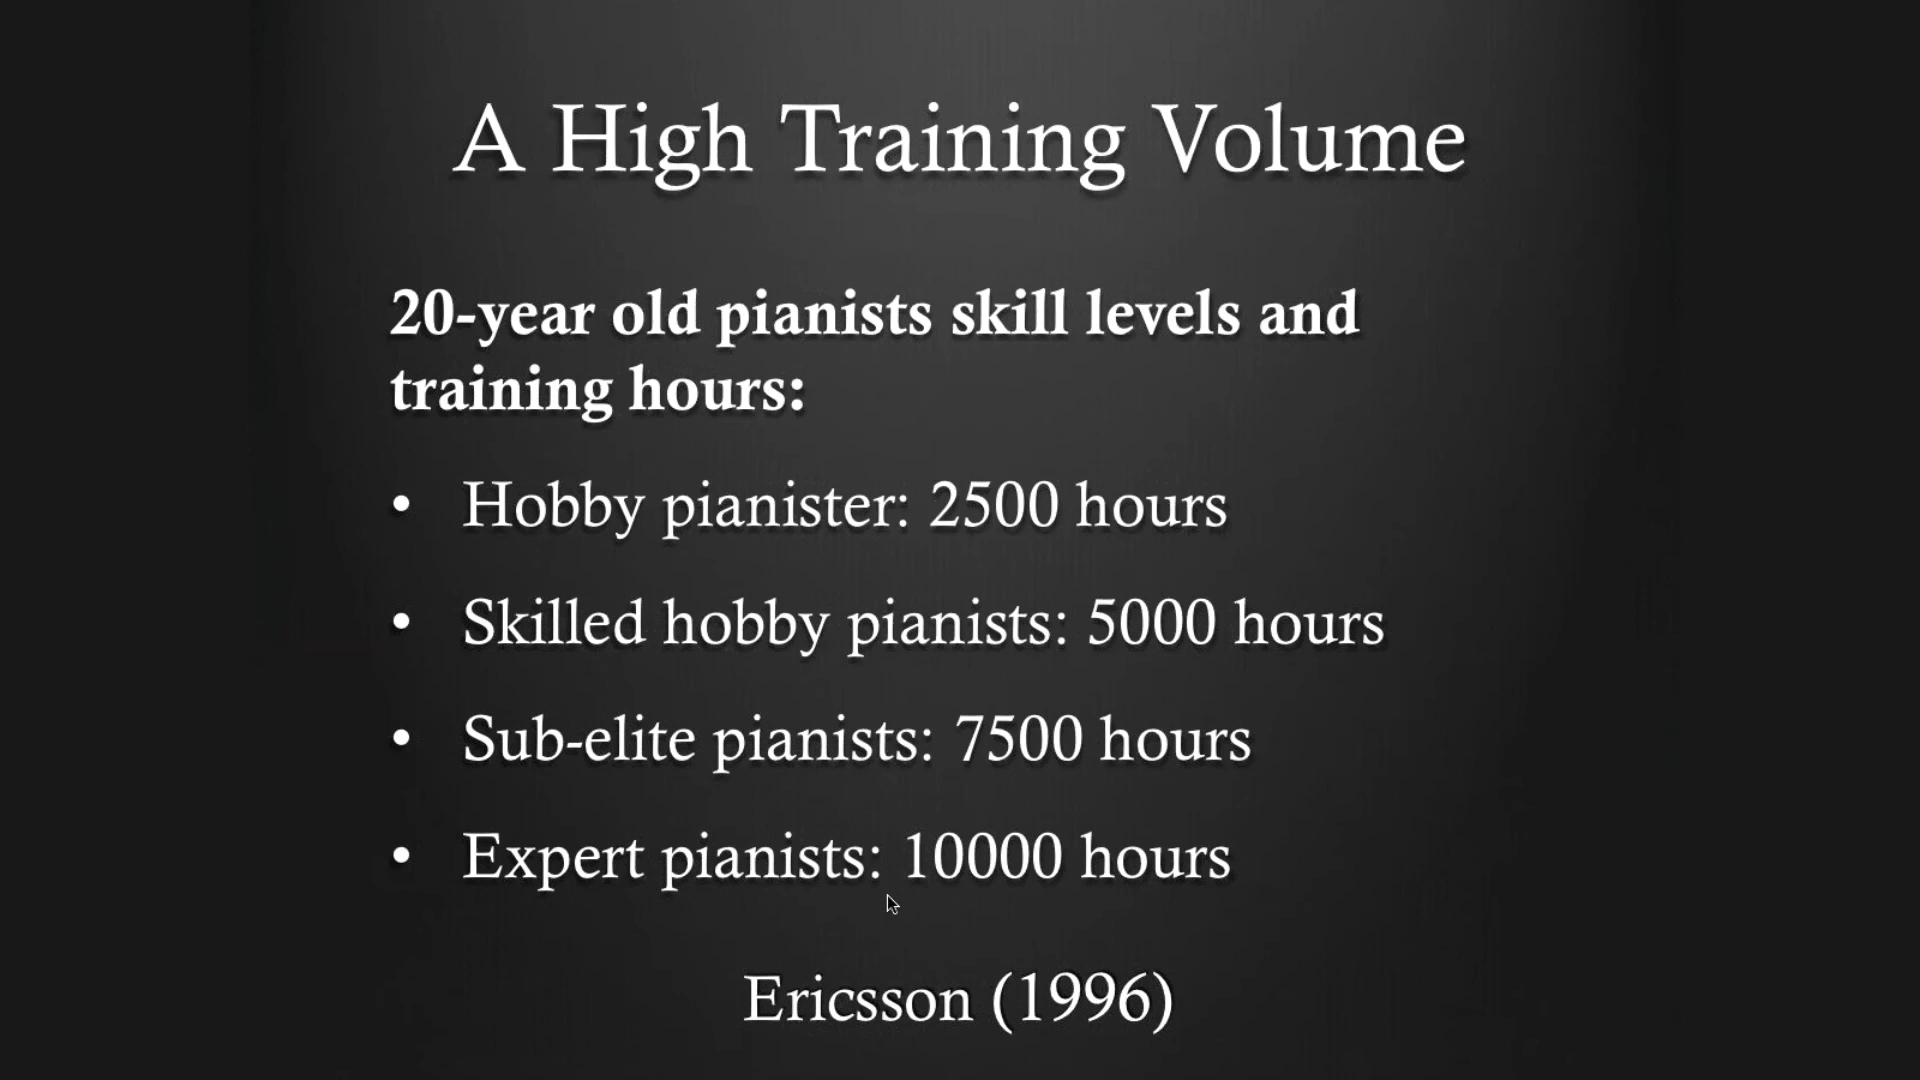 A High Training Volume
20-year old pianists skill levels and
training hours:
• Hobby pianister: 2500 hours
• Skilled hobby pianists: 5000 hours
• Sub-elite pianists: 7500 hours
• Expert pianists: 10000 hours
Ericsson (1996)